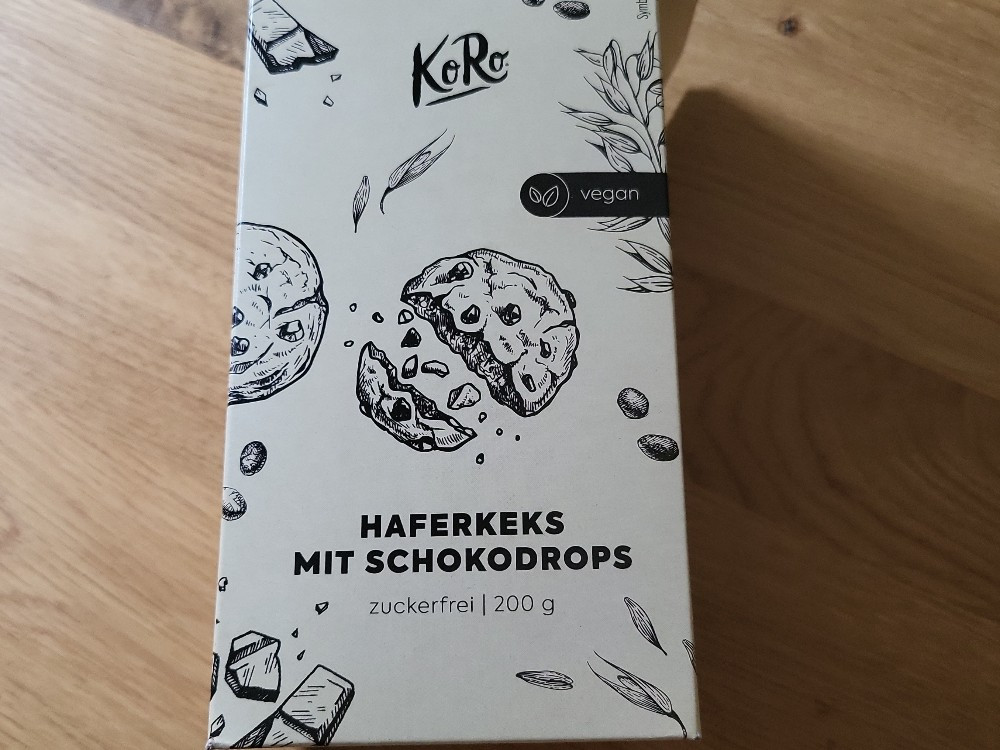 KoRo
vegan
HAFERKEKS
MIT SCHOKODROPS
zuckerfrei | 200 g